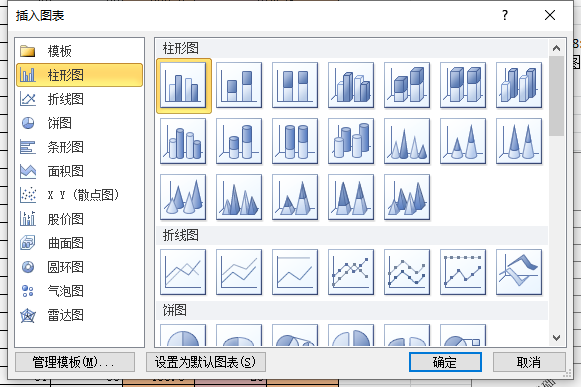 插入图表
?
模板
柱形图
折线图
饼图
条形图
面积图
X Y (散点图)
股价图
曲面图
圆环图
气泡图
雷达图
柱形图
折线图
饼图
管理模板(M)...
设置为默认图表(S)
确定
取消